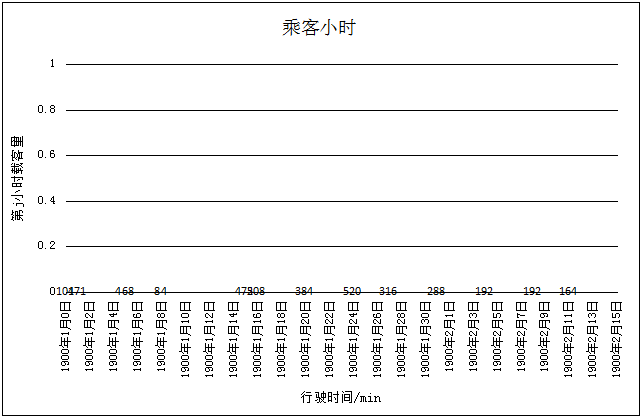 乘客小时
1
0.8
0.6
0.4
0.2
0
471
468
84
384
520
316
288
192
192
164
第j小时载客里
1900年1月0日
1900年1月2日
1900年1月4日
1900年1月6日
1900年1月8日
1900年1月10日
1900年1月12日
1900年1月14日
1900年1月16日
1900年1月18日
1900年1月20日
1900年1月22日
1900年1月24日
1900年1月26日
1900年1月28日
1900年1月30日
1900年2月1日
1900年2月3日
1900年2月5日
1900年2月7日
1900年2月9日
1900年2月11日
1900年2月13日
1900年2月15日
行驶时间/min